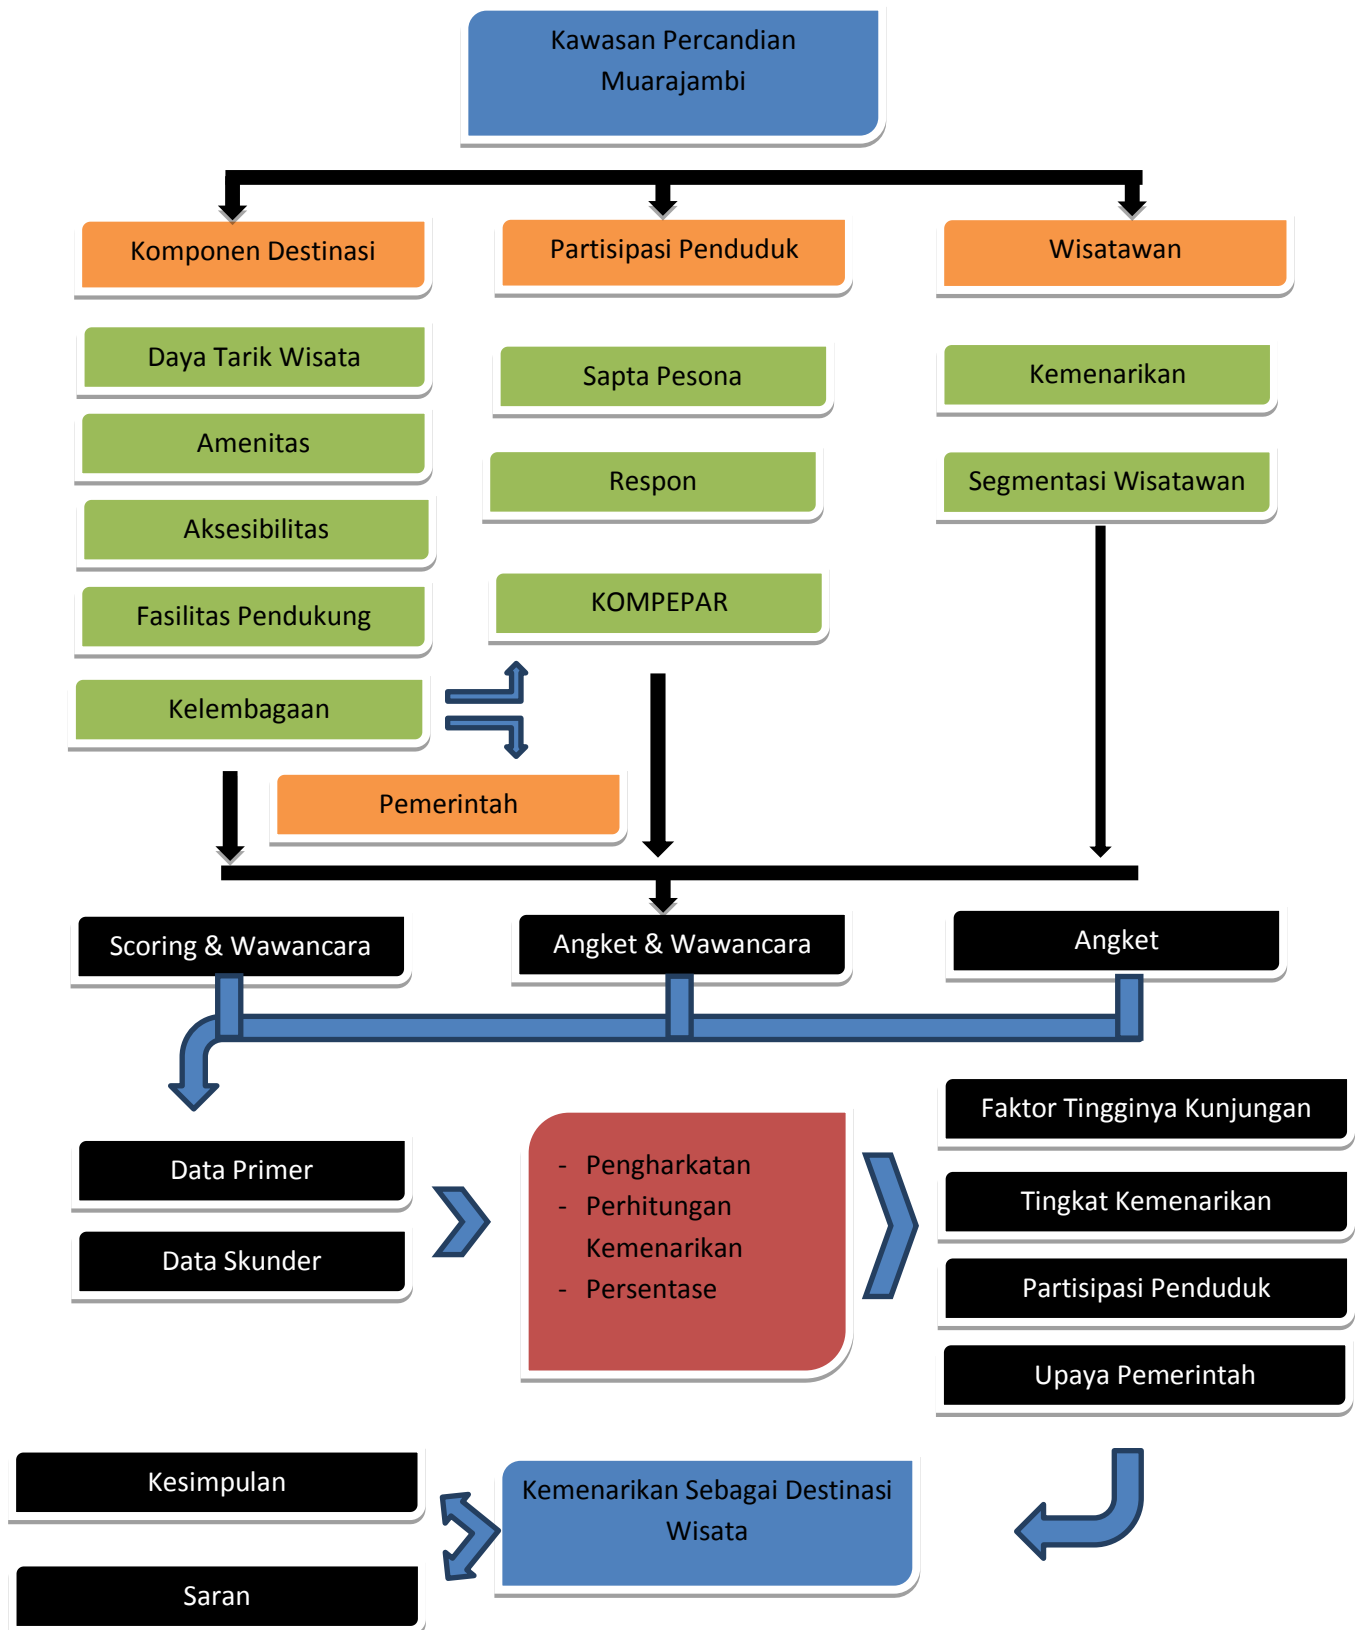 Kawasan Percandian
Muarajambi
Komponen Destinasi
Partisipasi Penduduk
Wisatawan
Daya Tarik Wisata
Amenitas
Aksesibilitas
Fasilitas Pendukung
Kelembagaan
Sapta Pesona
Respon
KOMPEPAR
Kemenarikan
Segmentasi Wisatawan
Pemerintah
Scoring & Wawancara
Angket & Wawancara
Angket
Data Primer
Data Skunder
- Pengharkatan
- Perhitungan
Kemenarikan
- Persentase
Faktor Tingginya Kunjungan
Tingkat Kemenarikan
Partisipasi Penduduk
Upaya Pemerintah
Kemenarikan Sebagai Destinasi
Wisata
Kesimpulan
Saran